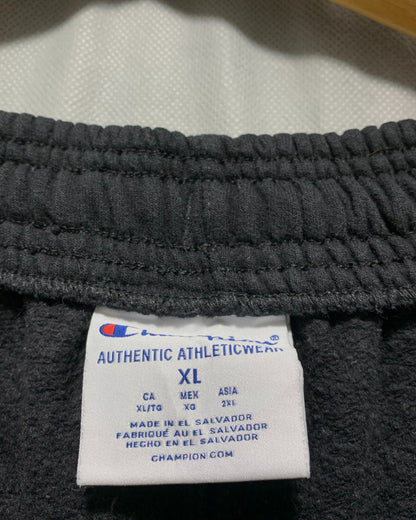 Champion®
AUTHENTIC ATHLETICWEAR
XL
CA MEX ASIA
XL/TG XG 2XL
MADE IN EL SALVADOR
FABRIQUÉ AU EL SALVADOR
HECHO EN EL SALVADOR
CHAMPION.COM